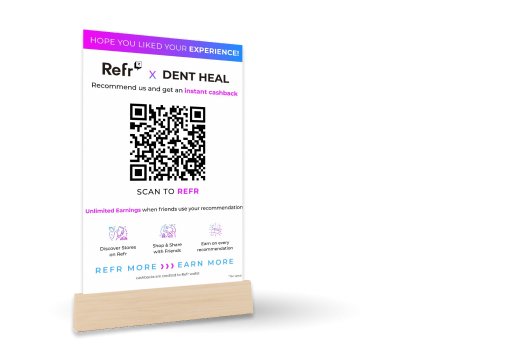 HOPE YOU LIKED YOUR EXPERIENCE!
Refr X DENT HEAL
Recommend us and get an instant cashback
SCAN TO REFR
Unlimited Earnings when friends use your recommendation
Discover Stores
on Refr
Shop & Share
with Friends
Earn on every
recommendation
REFR MORE ❯❯❯ EARN MORE